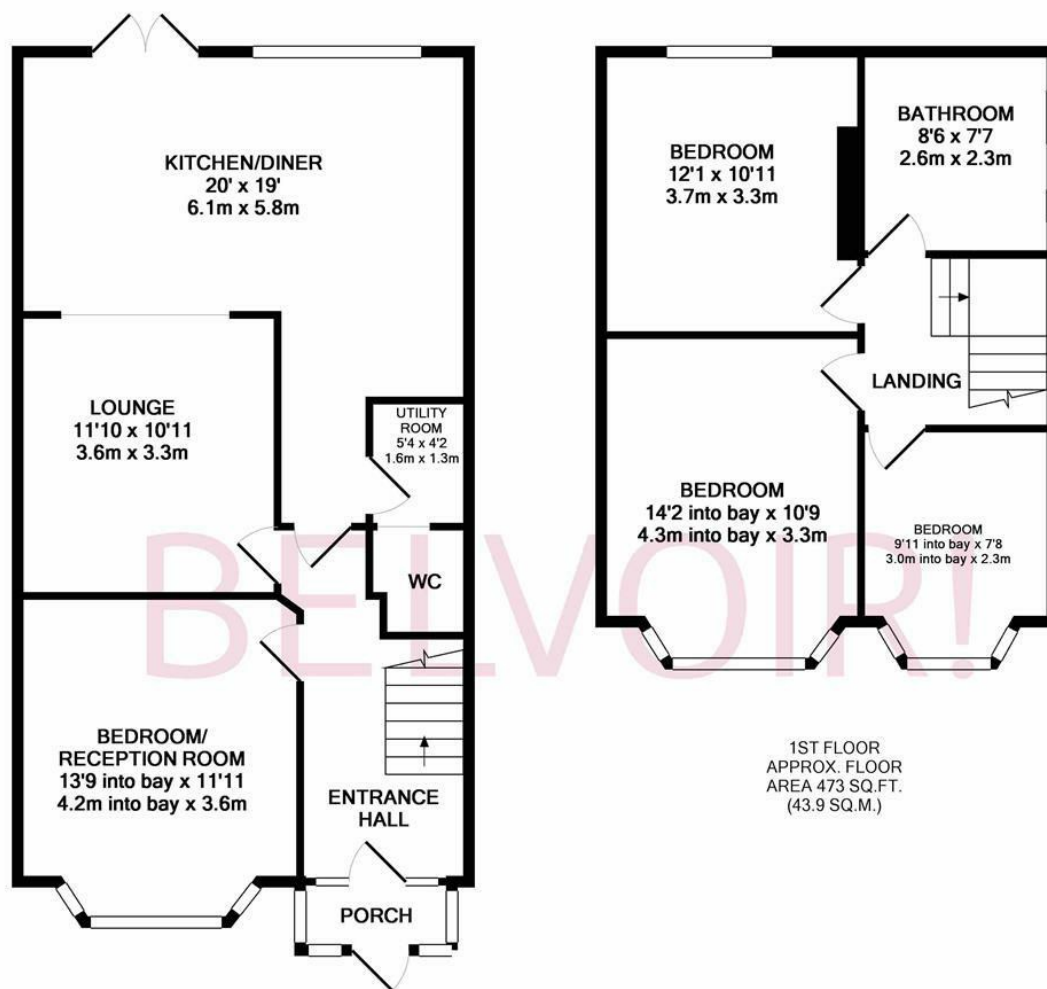 KITCHEN/DINER
20' x 19'
6.1m x 5.8m
LOUNGE
11'10 x 10'11
3.6m x 3.3m
UTILITY
ROOM
5'4 x 4'2
1.6m x 1.3m
WC
BEDROOM/
RECEPTION ROOM
13'9 into bay x 11'11
4.2m into bay x 3.6m
ENTRANCE
HALL
PORCH
BEDROOM
12'1 x 10'11
3.7m x 3.3m
BATHROOM
8'6 x 7'7
2.6m x 2.3m
LANDING
BEDROOM
14'2 into bay x 10'9
4.3m into bay x 3.3m
BEDROOM
9'11 into bay x 7'8
3.0m into bay x 2.3m
BELVOIR!
1ST FLOOR
APPROX. FLOOR
AREA 473 SQ.FT.
(43.9 SQ.M.)